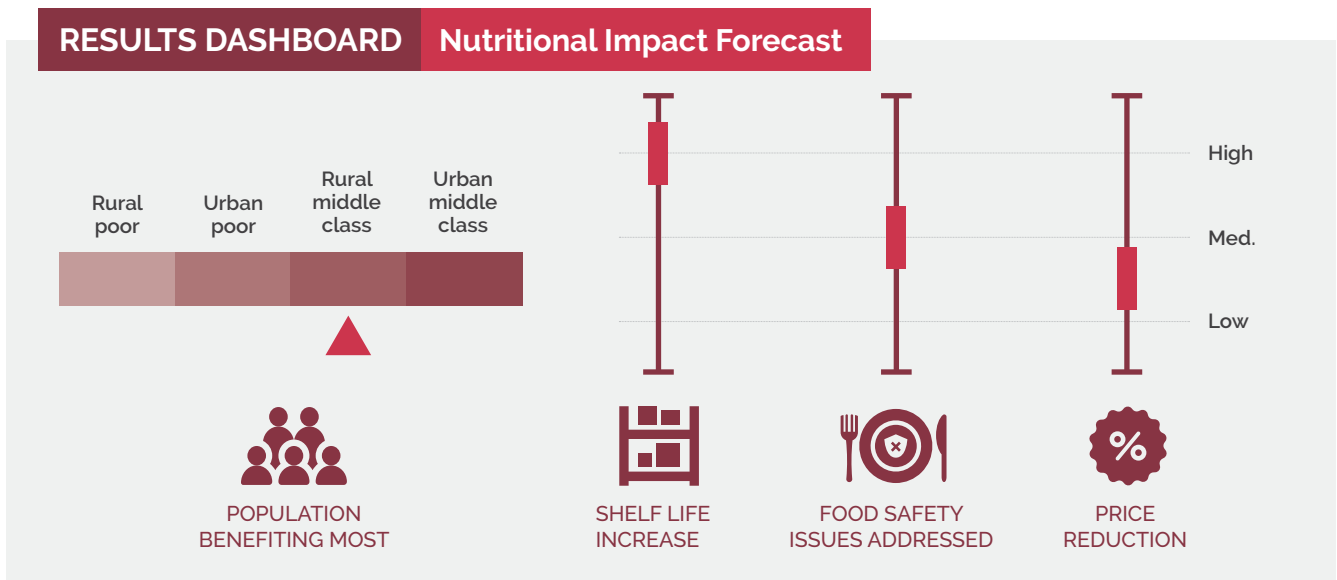 RESULTS DASHBOARD
Nutritional Impact Forecast
Rural
poor
Urban
poor
Rural
middle
class
Urban
middle
class
High
Med.
Low
POPULATION
BENEFITING MOST
SHELF LIFE
INCREASE
FOOD SAFETY
ISSUES ADDRESSED
%
PRICE
REDUCTION